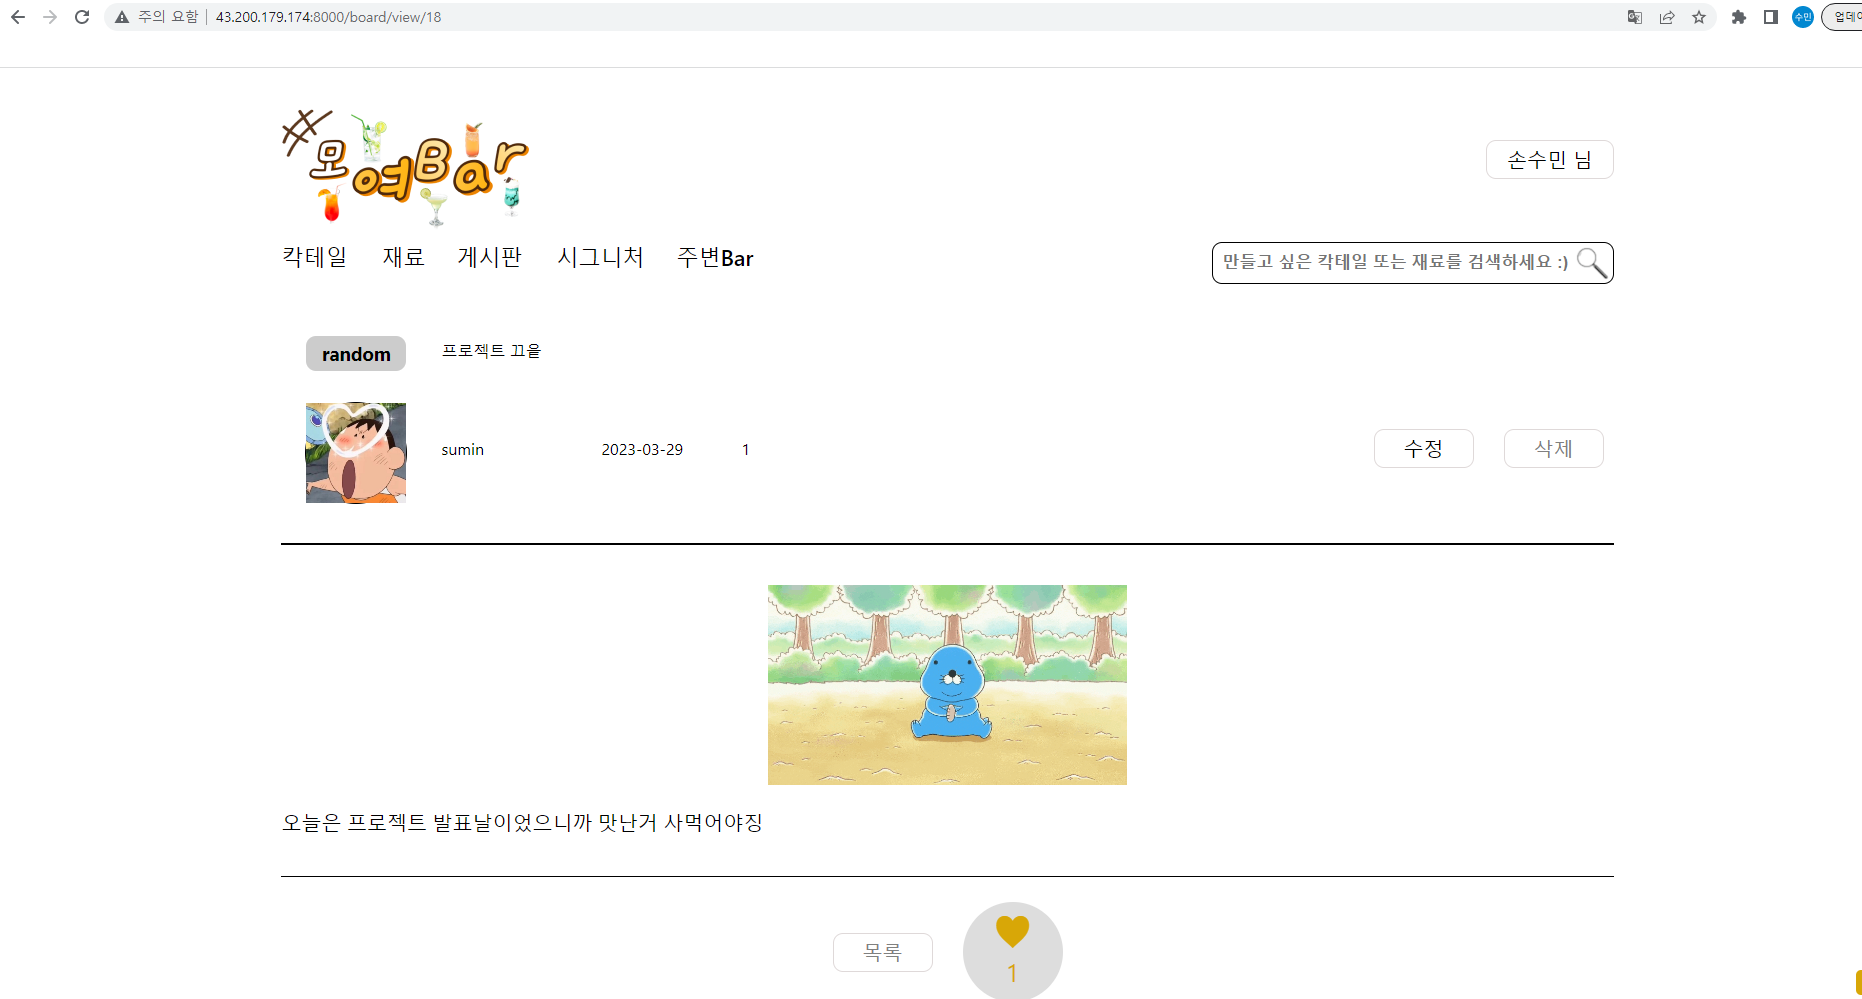 주의 요함 43.200.179.174:8000/board/view/18
수민
#모여Bar
손수민 님
칵테일 재료 게시판 시그니처 주변Bar
만들고 싶은 칵테일 또는 재료를 검색하세요 :)
random 프로젝트 끄읕
sumin 2023-03-29 1
수정 삭제
오늘은 프로젝트 발표날이었으니까 맛난거 사먹어야징
목록
1